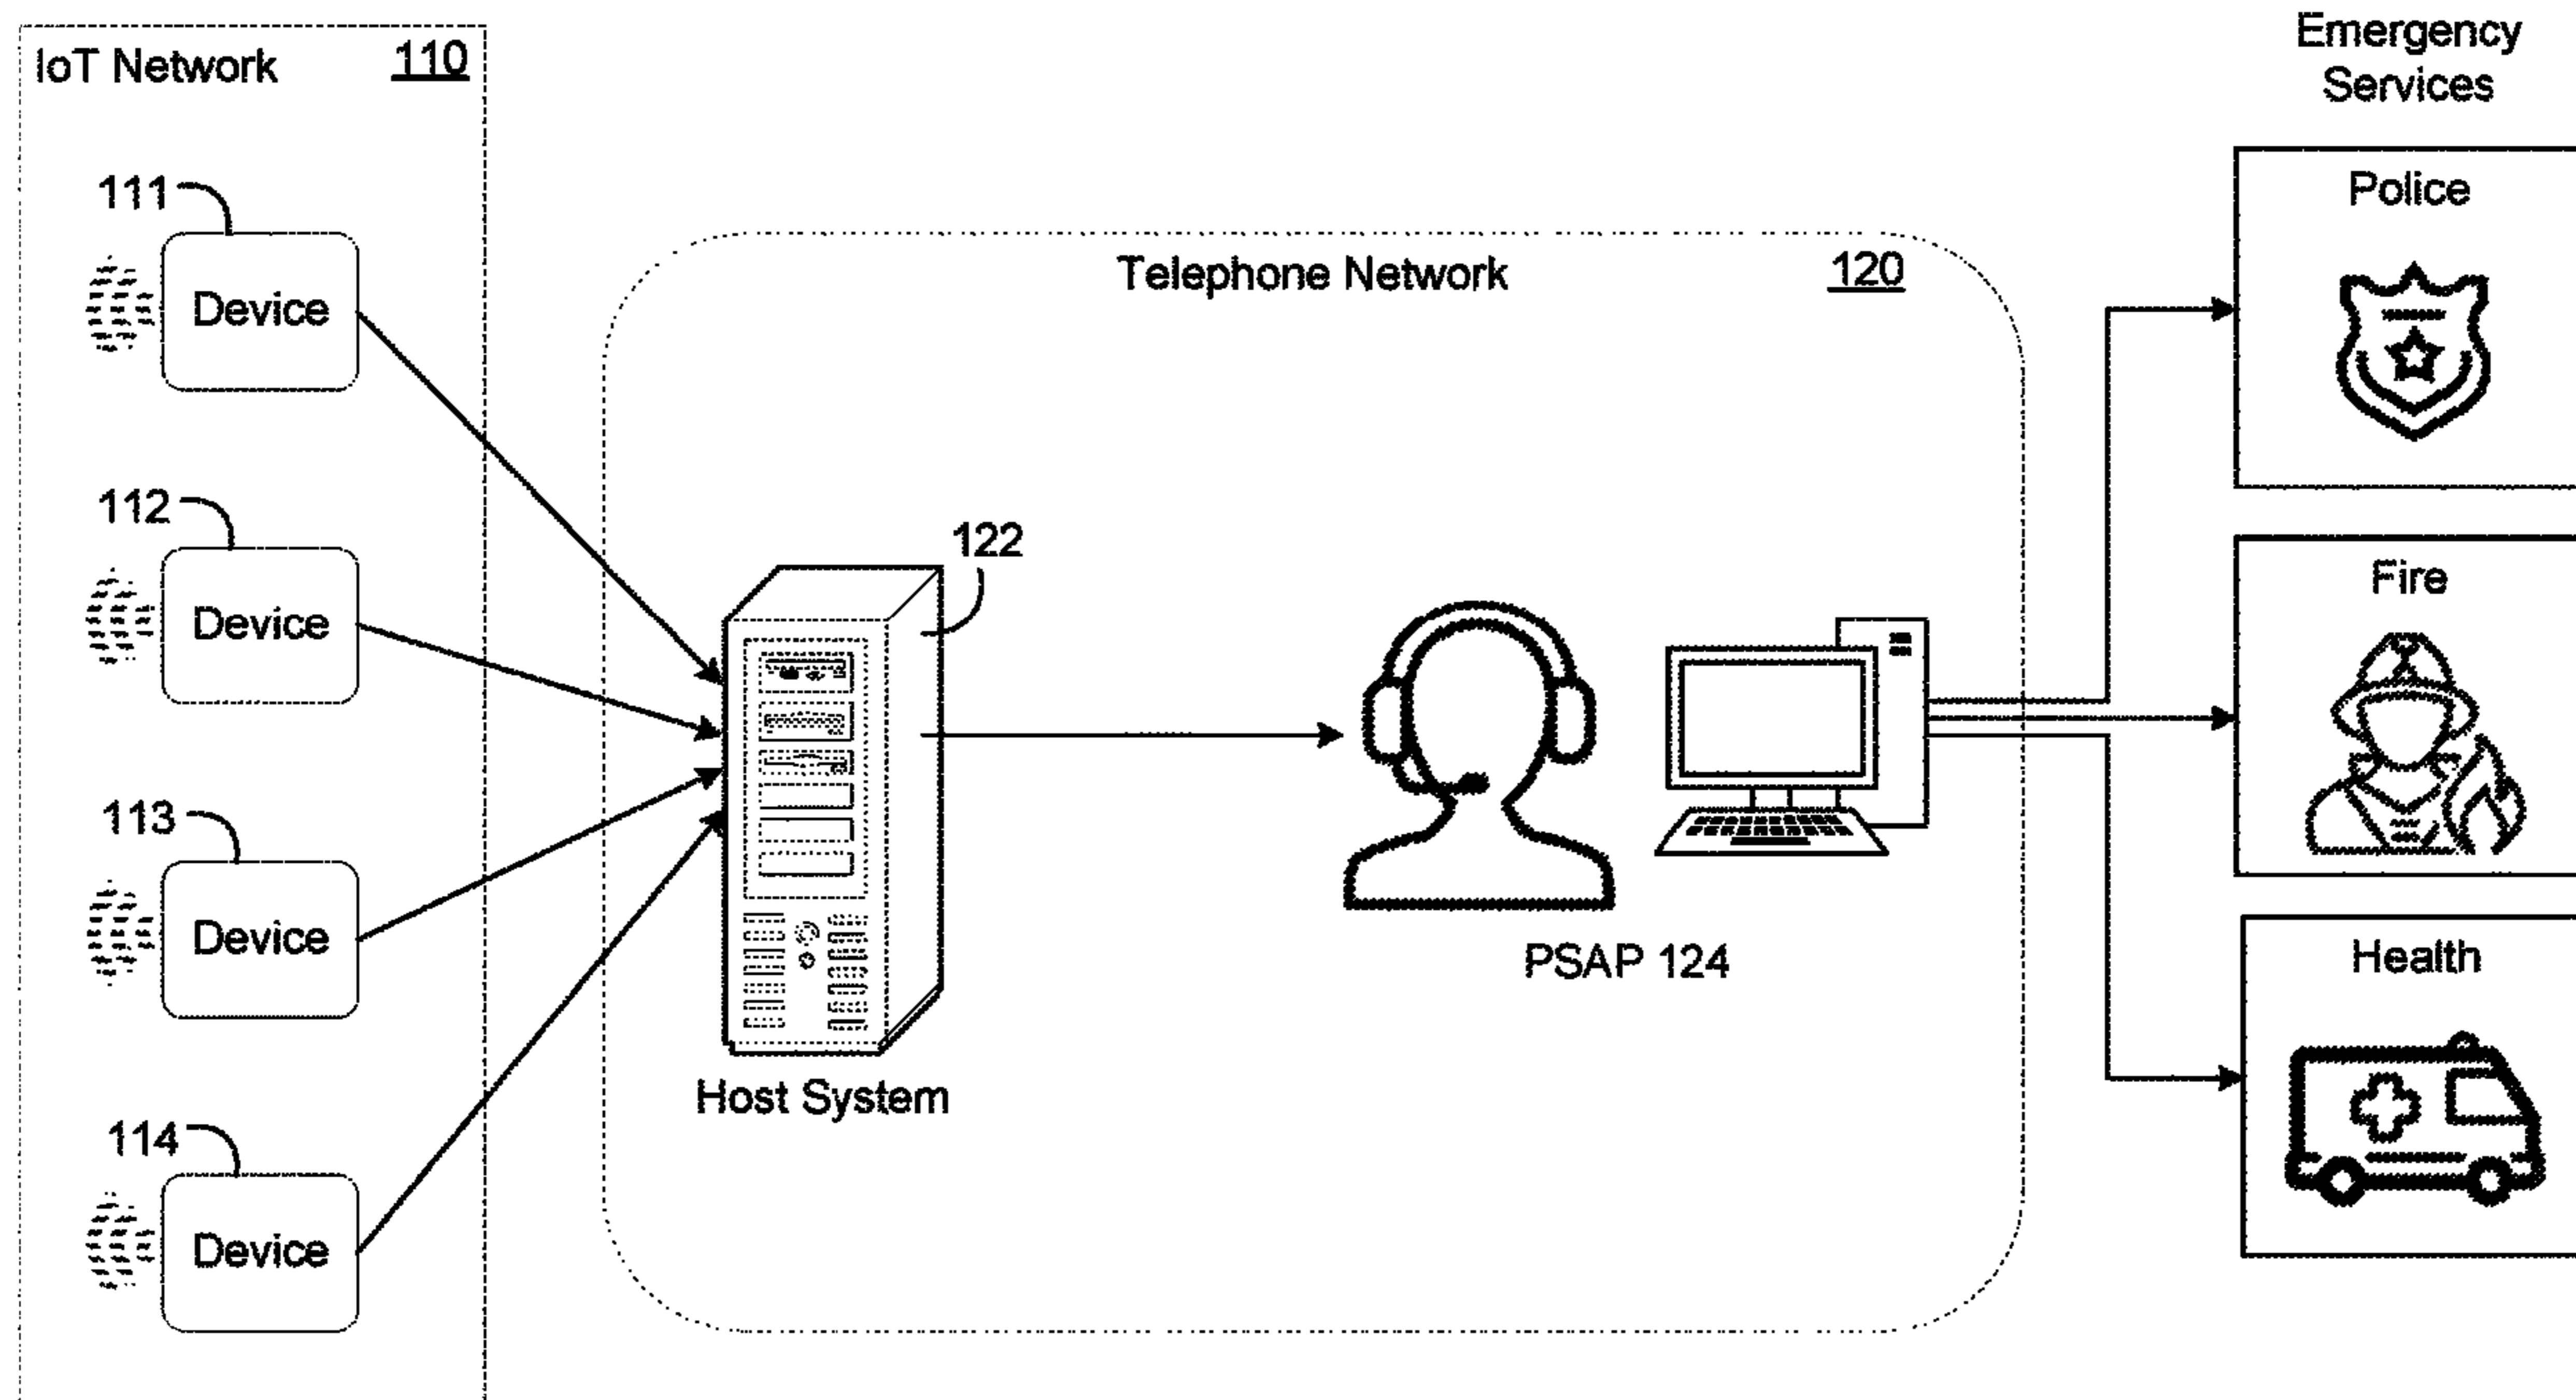 IoT Network 110
111
Device
112
Device
113
Device
114
Device
Telephone Network 120
122
Host System
PSAP 124
Emergency
Services
Police
Fire
Health